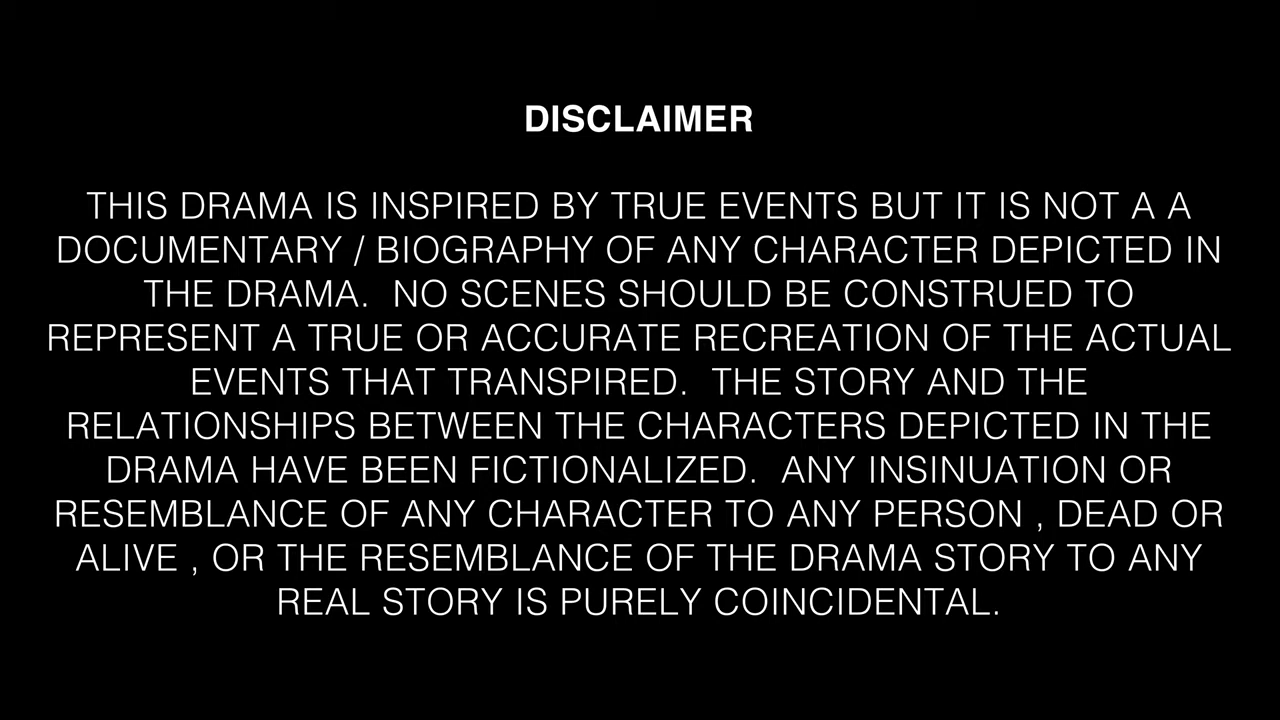 DISCLAIMER
THIS DRAMA IS INSPIRED BY TRUE EVENTS BUT IT IS NOT A A
DOCUMENTARY / BIOGRAPHY OF ANY CHARACTER DEPICTED IN
THE DRAMA.  NO SCENES SHOULD BE CONSTRUED TO
REPRESENT A TRUE OR ACCURATE RECREATION OF THE ACTUAL
EVENTS THAT TRANSPIRED.  THE STORY AND THE
RELATIONSHIPS BETWEEN THE CHARACTERS DEPICTED IN THE
DRAMA HAVE BEEN FICTIONALIZED.  ANY INSINUATION OR
RESEMBLANCE OF ANY CHARACTER TO ANY PERSON , DEAD OR
ALIVE , OR THE RESEMBLANCE OF THE DRAMA STORY TO ANY
REAL STORY IS PURELY COINCIDENTAL.